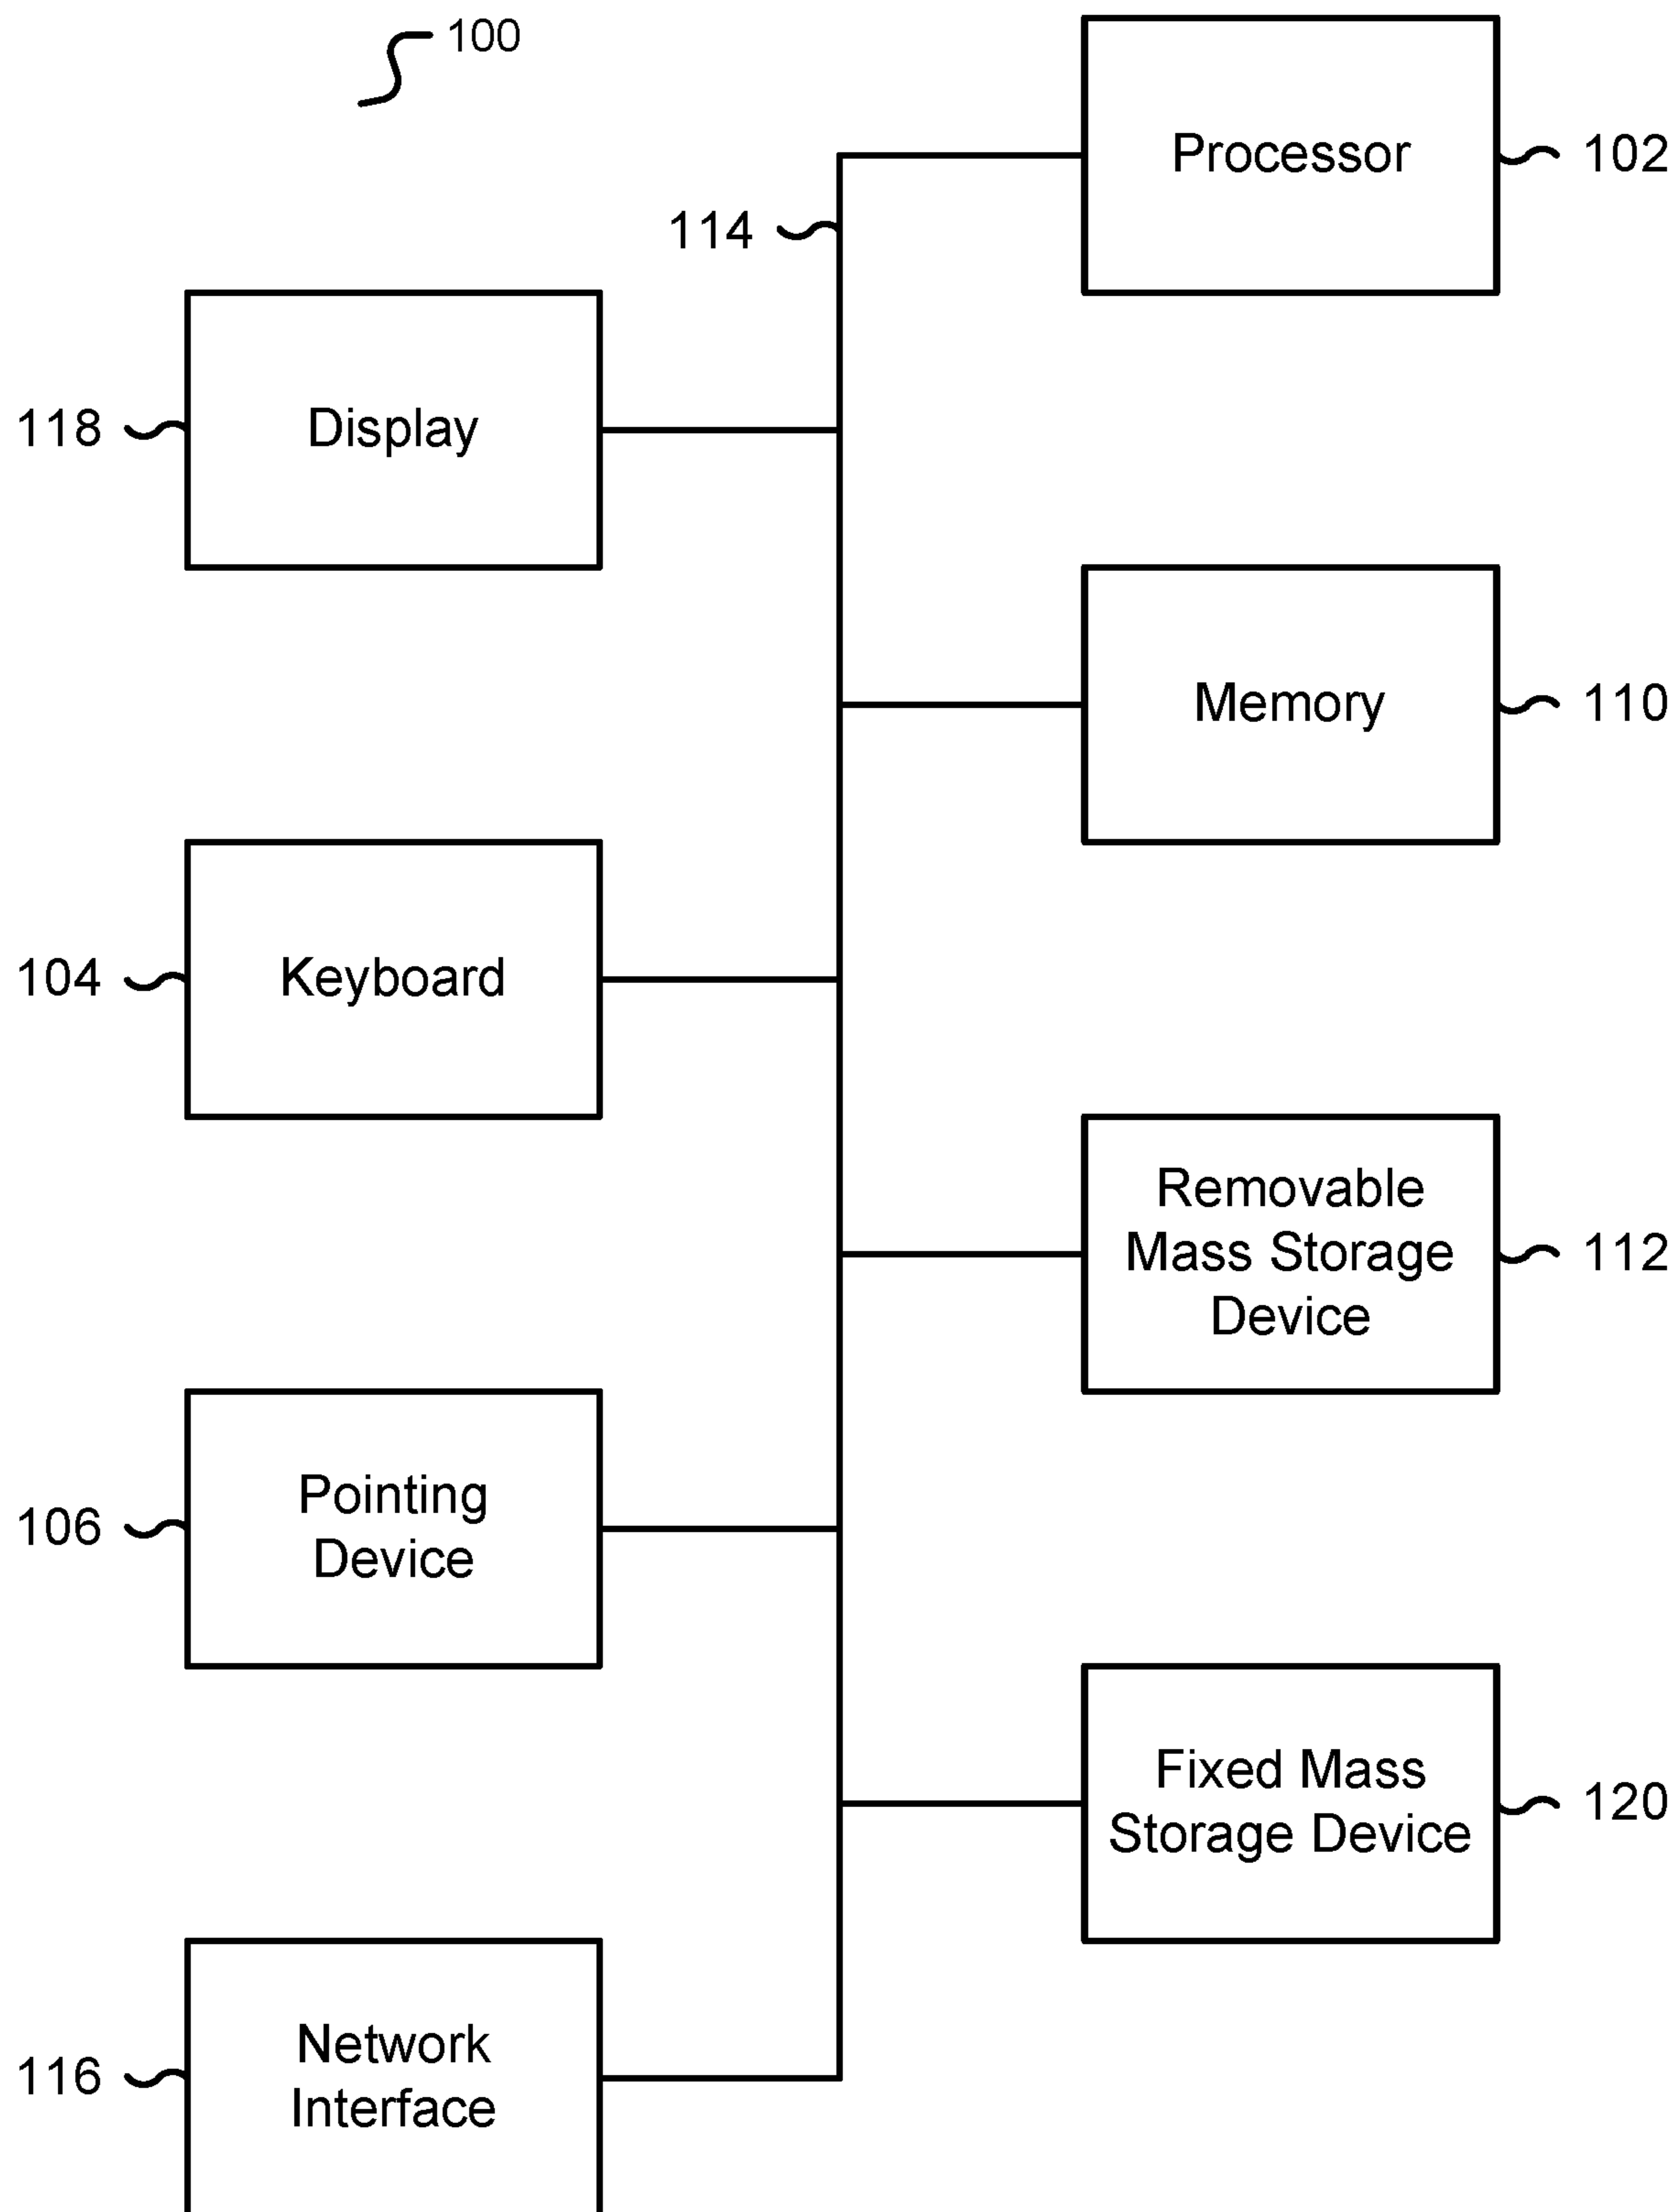 100
Processor
102
114
118
Display
Memory
110
104
Keyboard
Removable
Mass Storage
Device
112
106
Pointing
Device
Fixed Mass
Storage Device
120
116
Network
Interface